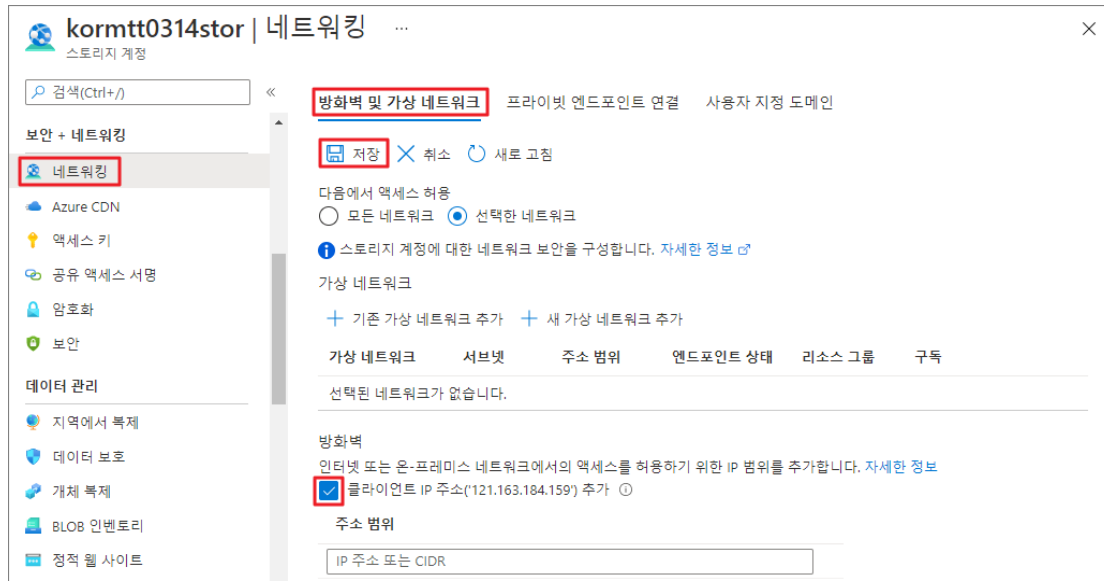 kormtt0314stor | 네트워킹 ...
스토리지 계정
검색(Ctrl+/)
보안 + 네트워킹
네트워킹
Azure CDN
액세스 키
공유 액세스 서명
암호화
보안
데이터 관리
지역에서 복제
데이터 보호
개체 복제
BLOB 인벤토리
정적 웹 사이트
방화벽 및 가상 네트워크 프라이빗 엔드포인트 연결 사용자 지정 도메인
저장 취소 새로 고침
다음에서 액세스 허용
모든 네트워크 선택한 네트워크
스토리지 계정에 대한 네트워크 보안을 구성합니다. 자세한 정보
가상 네트워크
기존 가상 네트워크 추가 새 가상 네트워크 추가
가상 네트워크 서브넷 주소 범위 엔드포인트 상태 리소스 그룹 구독
선택된 네트워크가 없습니다.
방화벽
인터넷 또는 온-프레미스 네트워크에서의 액세스를 허용하기 위한 IP 범위를 추가합니다. 자세한 정보
클라이언트 IP 주소('121.163.184.159') 추가
주소 범위
IP 주소 또는 CIDR